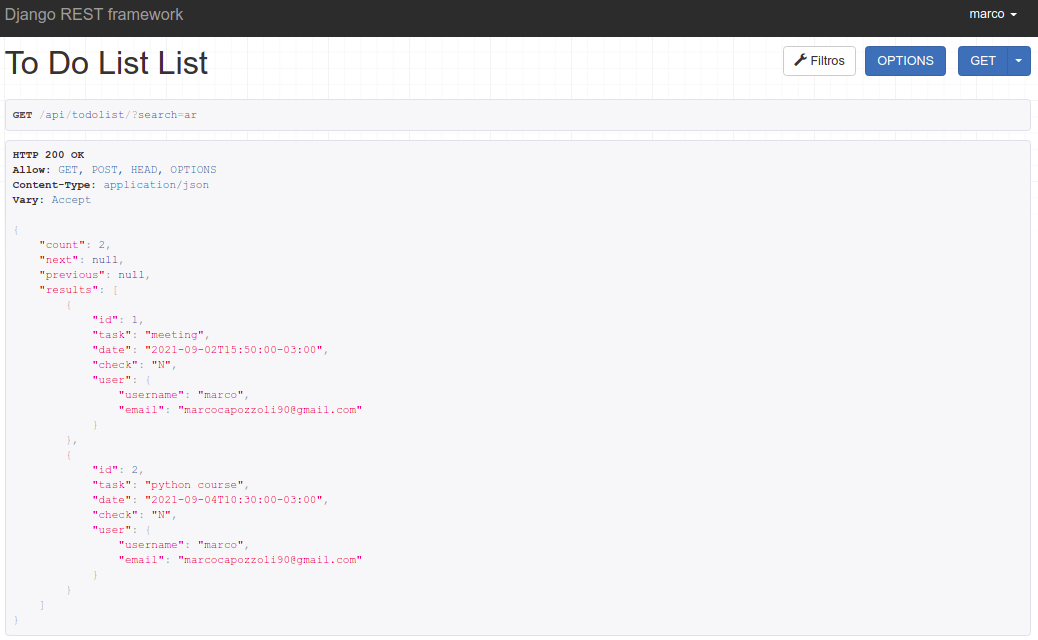 Django REST framework
marco
To Do List List
Filtros
OPTIONS
GET
GET /api/todolist/?search=ar
HTTP 200 OK
Allow: GET, POST, HEAD, OPTIONS
Content-Type: application/json
Vary: Accept
{
    "count": 2,
    "next": null,
    "previous": null,
    "results": [
        {
            "id": 1,
            "task": "meeting",
            "date": "2021-09-02T15:50:00-03:00",
            "check": "N",
            "user": {
                "username": "marco",
                "email": "marcocapozzoli90@gmail.com"
            }
        },
        {
            "id": 2,
            "task": "python course",
            "date": "2021-09-04T10:30:00-03:00",
            "check": "N",
            "user": {
                "username": "marco",
                "email": "marcocapozzoli90@gmail.com"
            }
        }
    ]
}